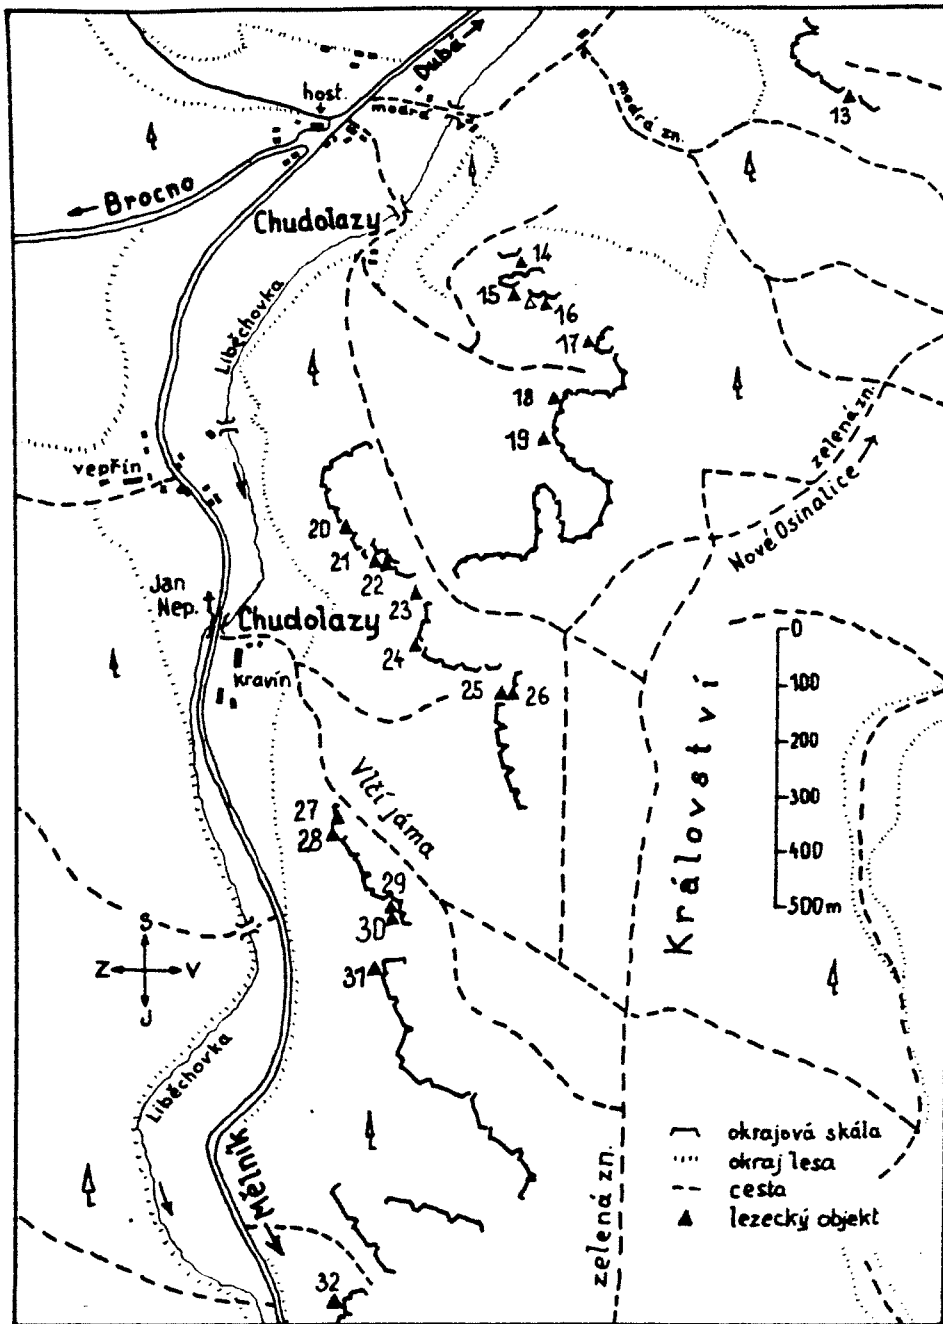 Dubá
host.
modrá
modrá zn.
13
Brocno
Chudolazy
14
15
16
Liběchovka
17
18
zelená zn.
19
vepřín
20
Nové Osinalice
21
22
Jan
Nep.
23
Chudolazy
0
24
kravín
25
26
100
200
Království
Vlčí jáma
300
27
28
400
29
500m
30
S
31
Z
V
J
Liběchovka
okrajová skála
okraj lesa
cesta
lezecký objekt
Mělník
zelená zn.
32